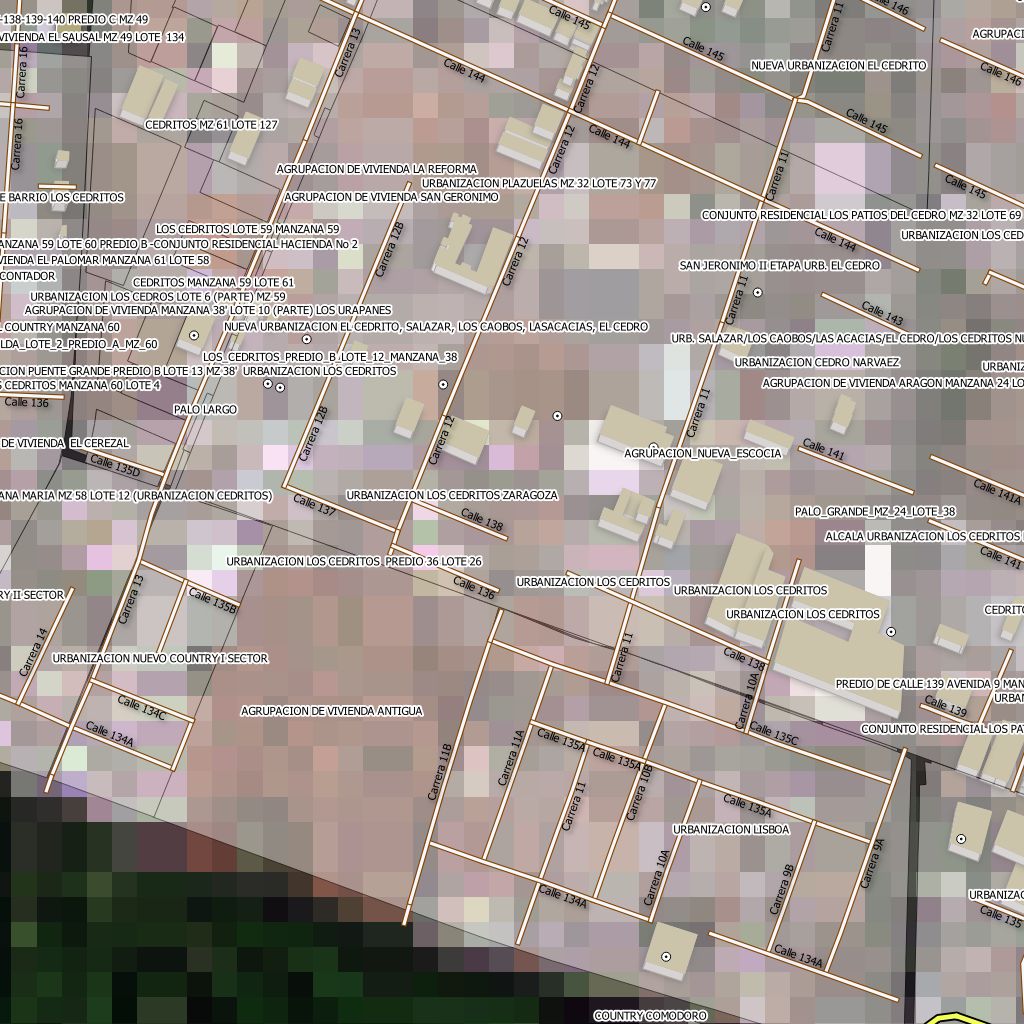 -138-139-140 PREDIO C MZ 49
VIVIENDA EL SAUSAL MZ 49 LOTE 134
Carrera 16
Carrera 13
Calle 144
Calle 145
Carrera 12
Calle 145
Carrera 11
Calle 146
AGRUPACI
NUEVA URBANIZACION EL CEDRITO
Calle 146
Carrera 16
CEDRITOS MZ 61 LOTE 127
Carrera 12
Calle 144
Calle 145
AGRUPACION DE VIVIENDA LA REFORMA
URBANIZACION PLAZUELAS MZ 32 LOTE 73 Y 77
Carrera 11
Calle 145
E BARRIO LOS CEDRITOS
AGRUPACION DE VIVIENDA SAN GERONIMO
CONJUNTO RESIDENCIAL LOS PATIOS DEL CEDRO MZ 32 LOTE 69
LOS CEDRITOS LOTE 59 MANZANA 59
Carrera 12B
Carrera 12
Calle 144
URBANIZACION LOS CED
ANZANA 59 LOTE 60 PREDIO B -CONJUNTO RESIDENCIAL HACIENDA No 2
VIENDA EL PALOMAR MANZANA 61 LOTE 58
SAN JERONIMO II ETAPA URB. EL CEDRO
CONTADOR
CEDRITOS MANZANA 59 LOTE 61
URBANIZACION LOS CEDROS LOTE 6 (PARTE) MZ 59
Carrera 11
AGRUPACION DE VIVIENDA MANZANA 38' LOTE 10 (PARTE) LOS URAPANES
Calle 143
L COUNTRY MANZANA 60
NUEVA URBANIZACION EL CEDRITO, SALAZAR, LOS CAOBOS, LASACACIAS, EL CEDRO
LDA_LOTE_2_PREDIO_A_MZ_60
URB. SALAZAR/LOS CAOBOS/LAS ACACIAS/EL CEDRO/LOS CEDRITOS NU
LOS_CEDRITOS_PREDIO_B_LOTE_12_MANZANA_38
URBANIZACION CEDRO NARVAEZ
URBANIZ
CION PUENTE GRANDE PREDIO B LOTE 13 MZ 38'
URBANIZACION LOS CEDRITOS
S CEDRITOS MANZANA 60 LOTE 4
AGRUPACION DE VIVIENDA ARAGON MANZANA 24 LO
Calle 136
PALO LARGO
Carrera 12B
Carrera 12
Carrera 11
DE VIVIENDA EL CEREZAL
AGRUPACION_NUEVA_ESCOCIA
Calle 141
Calle 135D
ANA MARIA MZ 58 LOTE 12 (URBANIZACION CEDRITOS)
URBANIZACION LOS CEDRITOS ZARAGOZA
Calle 141A
Calle 137
Calle 138
PALO_GRANDE_MZ_24_LOTE_38
ALCALA URBANIZACION LOS CEDRITOS
URBANIZACION LOS CEDRITOS PREDIO 36 LOTE 26
Calle 141
Calle 136
URBANIZACION LOS CEDRITOS
URBANIZACION LOS CEDRITOS
RY II SECTOR
Carrera 13
Calle 135B
URBANIZACION LOS CEDRITOS
CEDRITO
Carrera 14
URBANIZACION NUEVO COUNTRY I SECTOR
Carrera 11
Calle 138
PREDIO DE CALLE 139 AVENIDA 9 MAN
Calle 134C
AGRUPACION DE VIVIENDA ANTIGUA
Carrera 10A
Calle 139
URBAN
Calle 134A
Calle 135C
CONJUNTO RESIDENCIAL LOS PA
Carrera 11B
Carrera 11A
Calle 135A
Calle 135A
Carrera 11
Carrera 10B
Calle 135A
URBANIZACION LISBOA
Carrera 10A
Carrera 9B
Carrera 9A
Calle 134A
URBANIZAC
Calle 135
Calle 134A
COUNTRY COMODORO